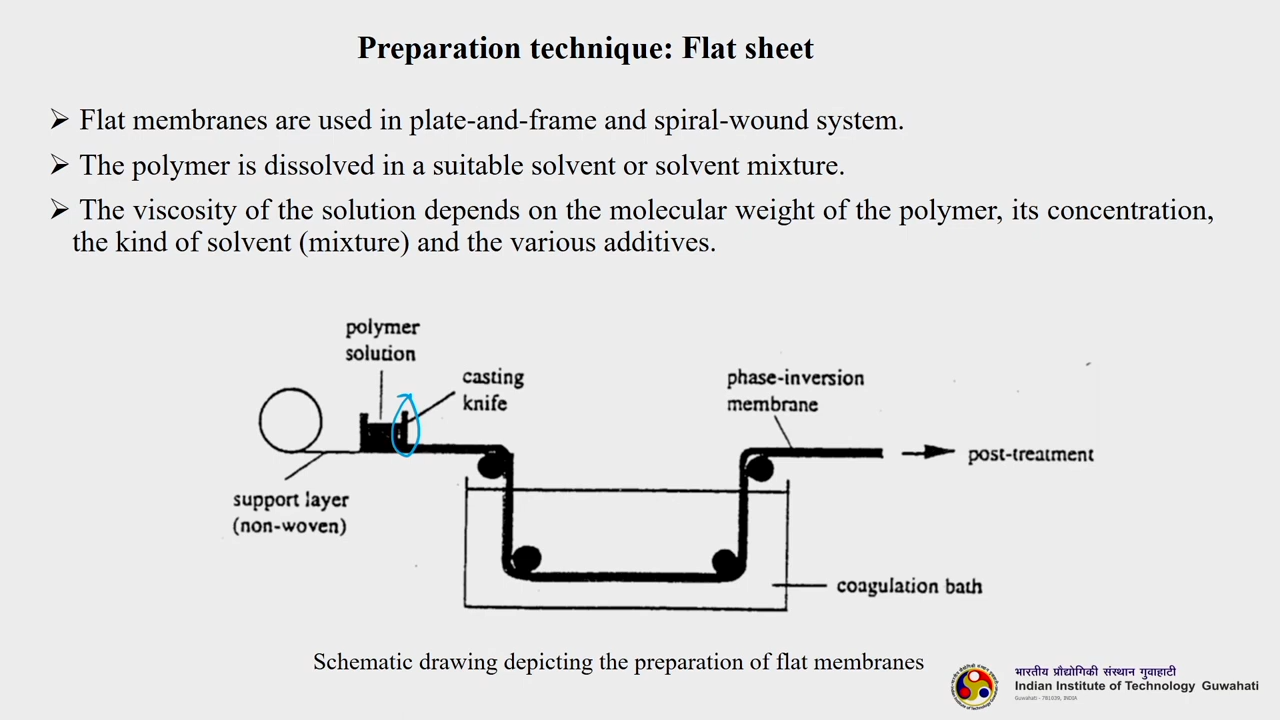 Preparation technique: Flat sheet
➢ Flat membranes are used in plate-and-frame and spiral-wound system.
➢ The polymer is dissolved in a suitable solvent or solvent mixture.
➢ The viscosity of the solution depends on the molecular weight of the polymer, its concentration,
the kind of solvent (mixture) and the various additives.
polymer
solution
casting
knife
phase-inversion
membrane
post-treatment
support layer
(non-woven)
coagulation bath
Schematic drawing depicting the preparation of flat membranes
भारतीय प्रौद्योगिकी संस्थान गुवाहाटी
Indian Institute of Technology Guwahati
Guwahati - 781039, INDIA